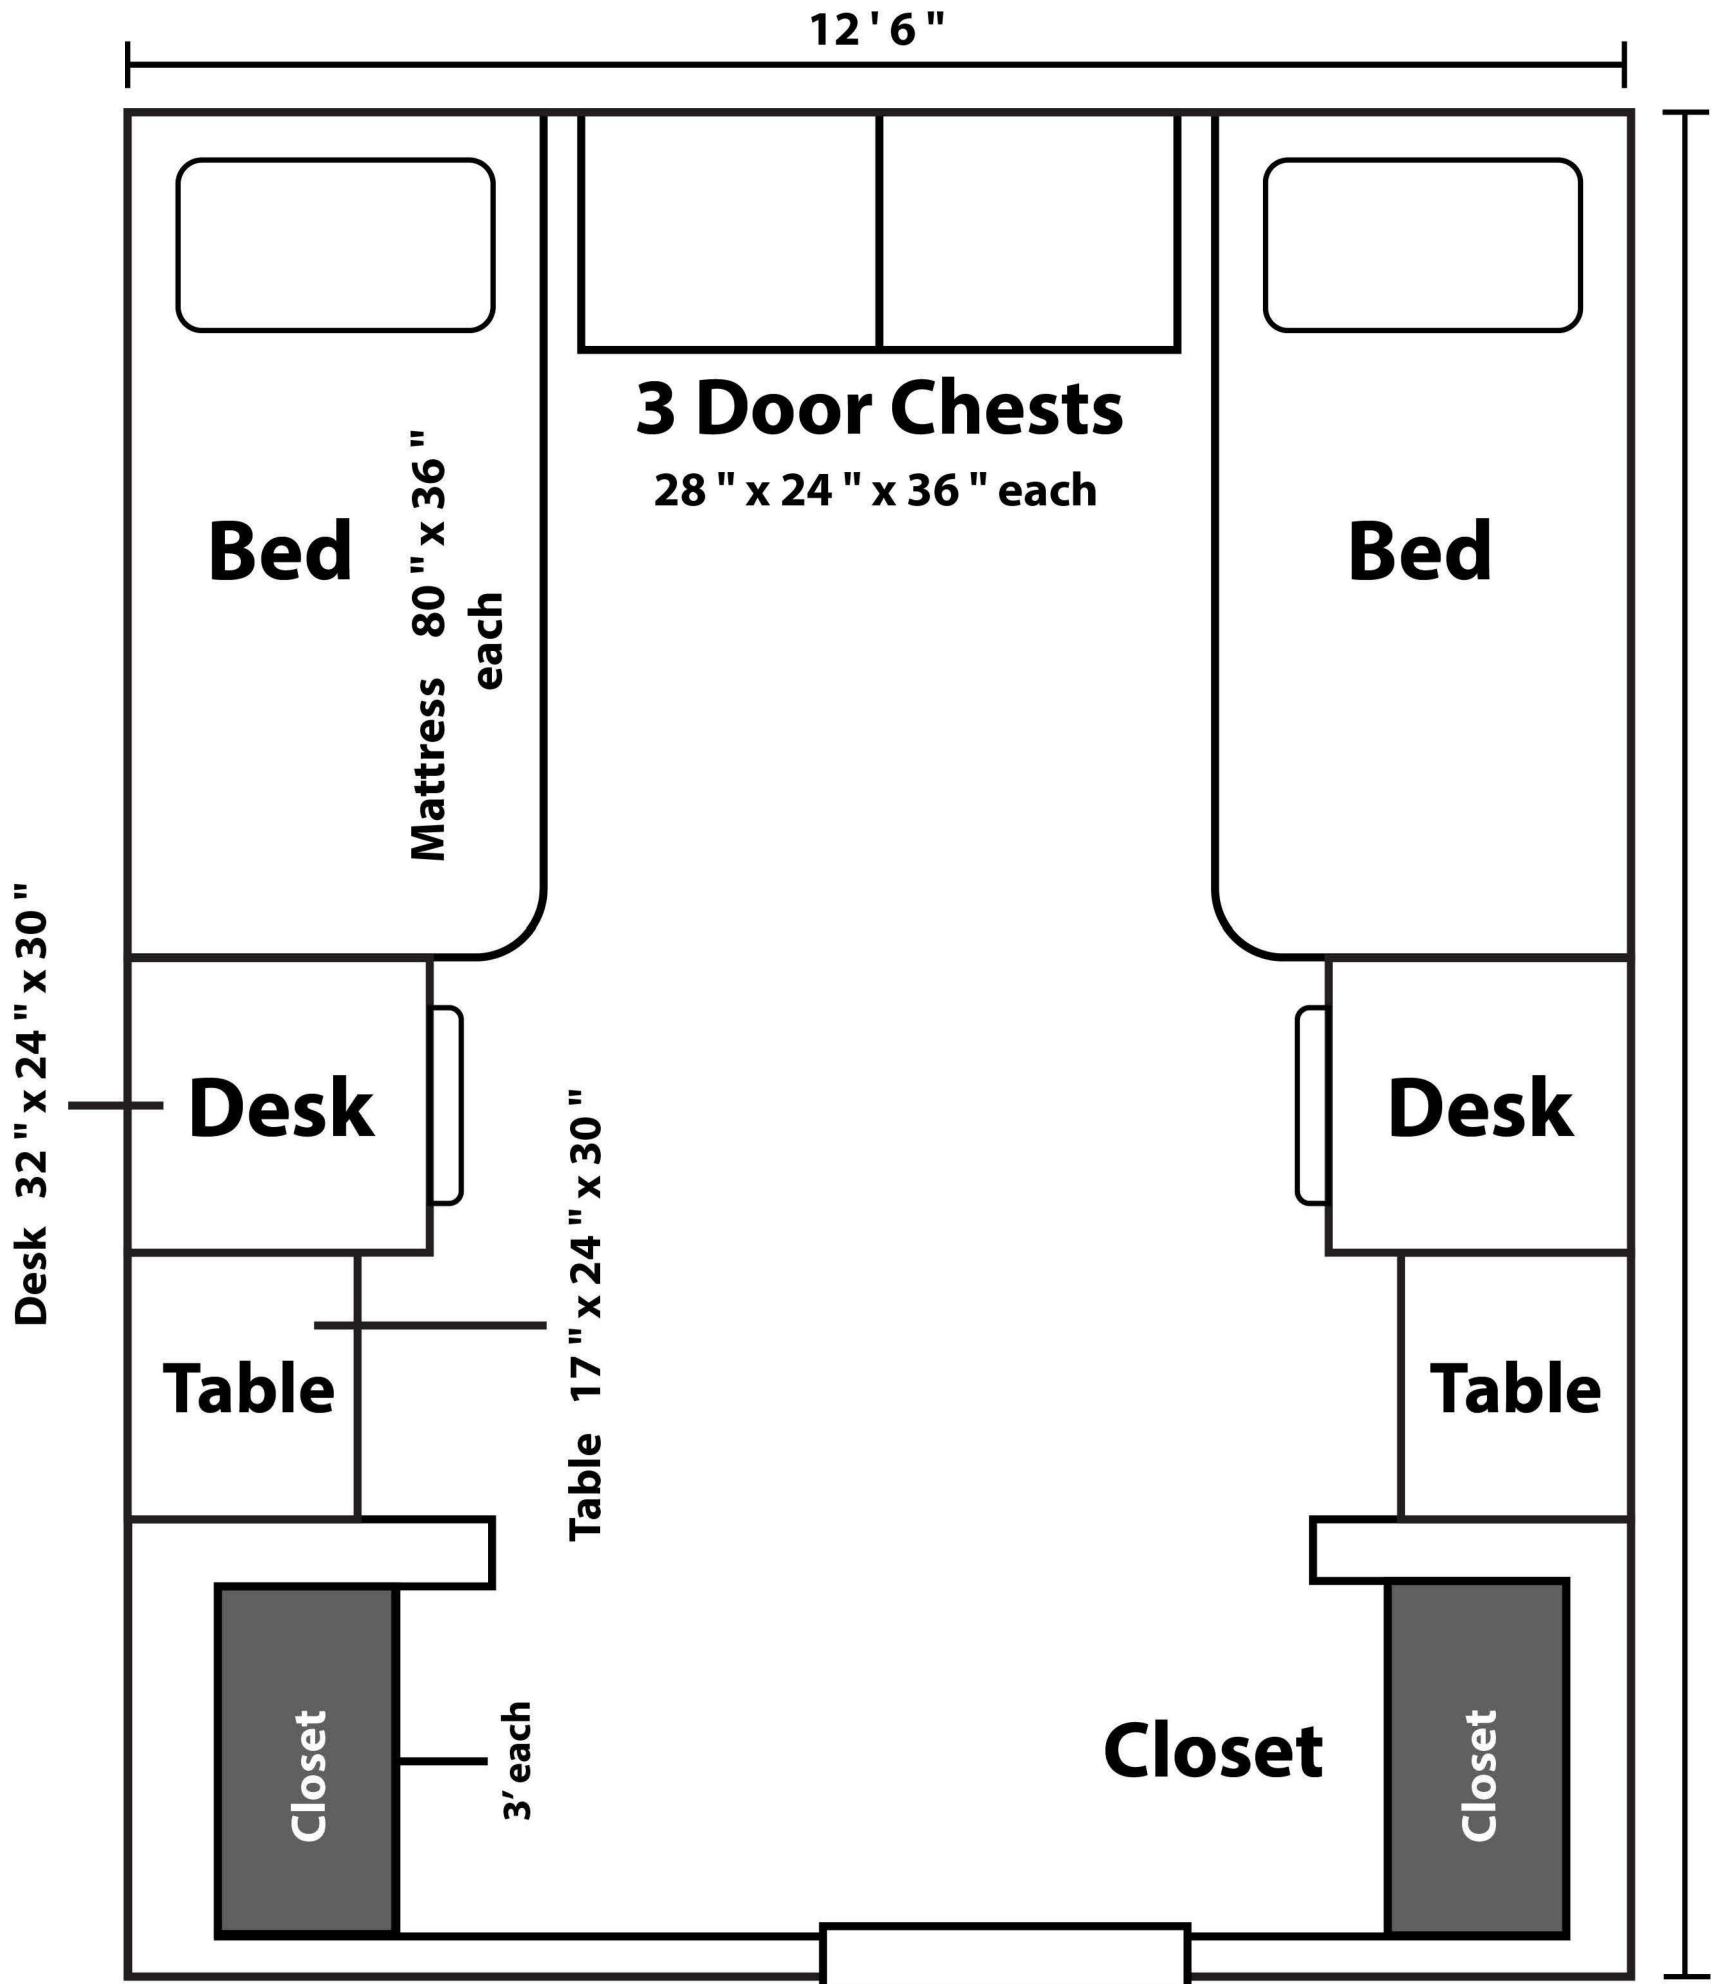 12 ' 6 "
3 Door Chests
28 " x 24 " x 36 " each
Bed
Mattress 80 " x 36 "
each
Bed
Desk 32 " x 24 " x 30 "
Desk
Desk
Table 17 " x 24 " x 30 "
Table
Table
Closet
3’ each
Closet
Closet